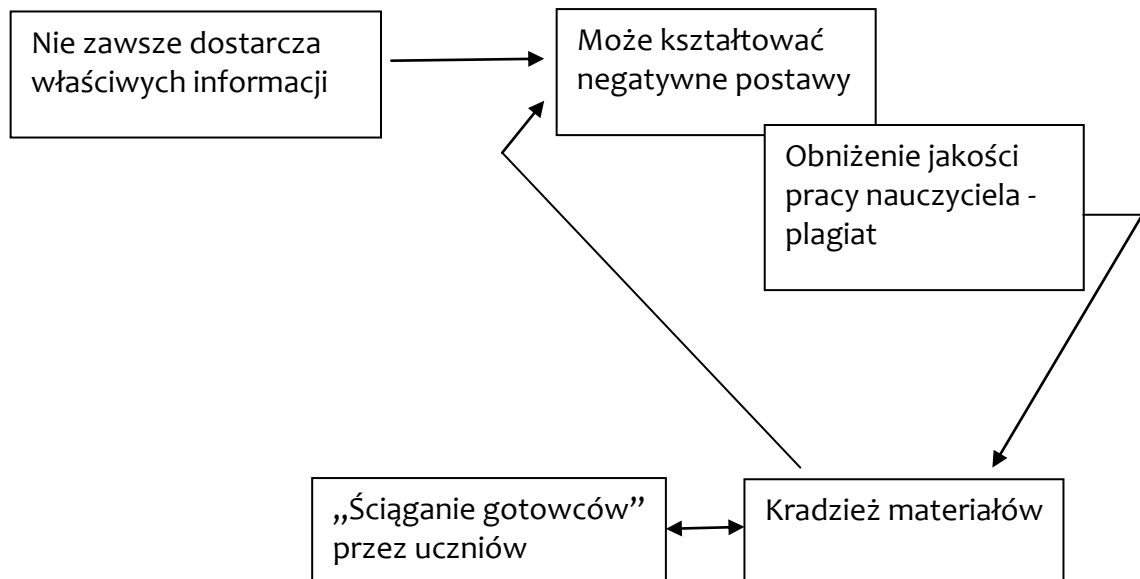 Nie zawsze dostarcza
właściwych informacji
Może kształtować
negatywne postawy
Obniżenie jakości
pracy nauczyciela -
plagiat
„Ściąganie gotowców”
przez uczniów
Kradzież materiałów